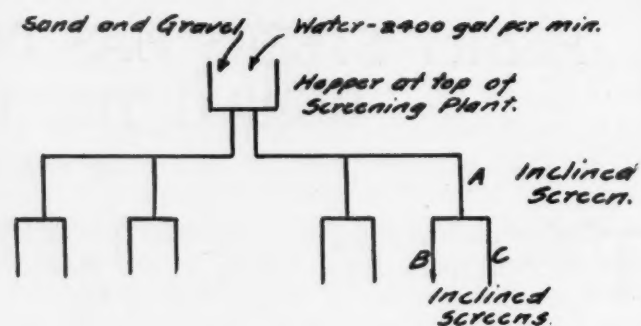 Sand and Gravel
Water-2400 gal per min.
Hopper at top of
Screening Plant.
A
Inclined
Screen.
B
C
Inclined
Screens.